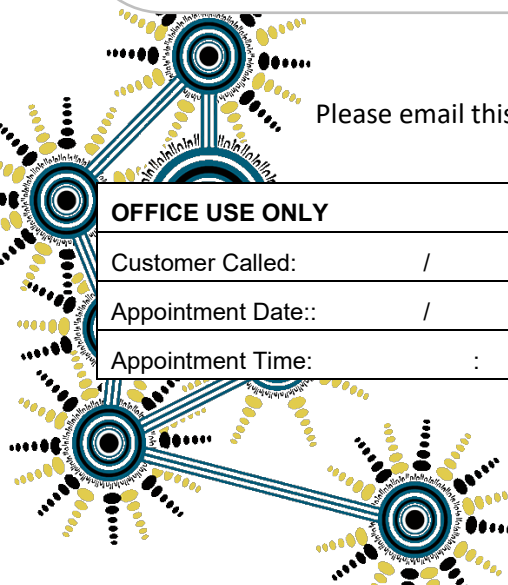 Please email this
OFFICE USE ONLY
Customer Called: /
Appointment Date:: /
Appointment Time: :